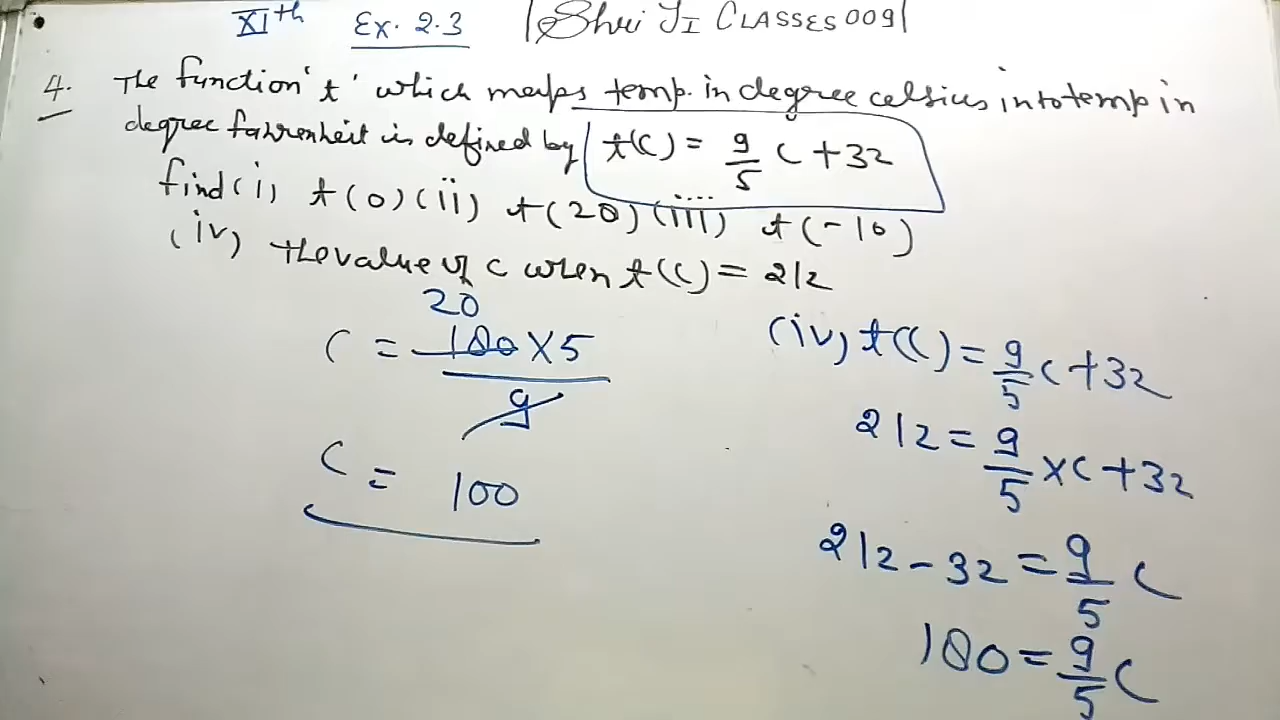 XIth Ex. 2.3 |Shri JI CLASSES 009|
4. The function 't' which maps temp. in degree celsius into temp in
degree fahrenheit is defined by t(C) = 9/5 C + 32
find (i) t(0) (ii) t(20) (iii) t(-10)
(iv) the value of C when t(C) = 212
20
C = 180 × 5 / 9
C = 100
(iv) t(C) = 9/5 C + 32
212 = 9/5 × C + 32
212 - 32 = 9/5 C
180 = 9/5 C